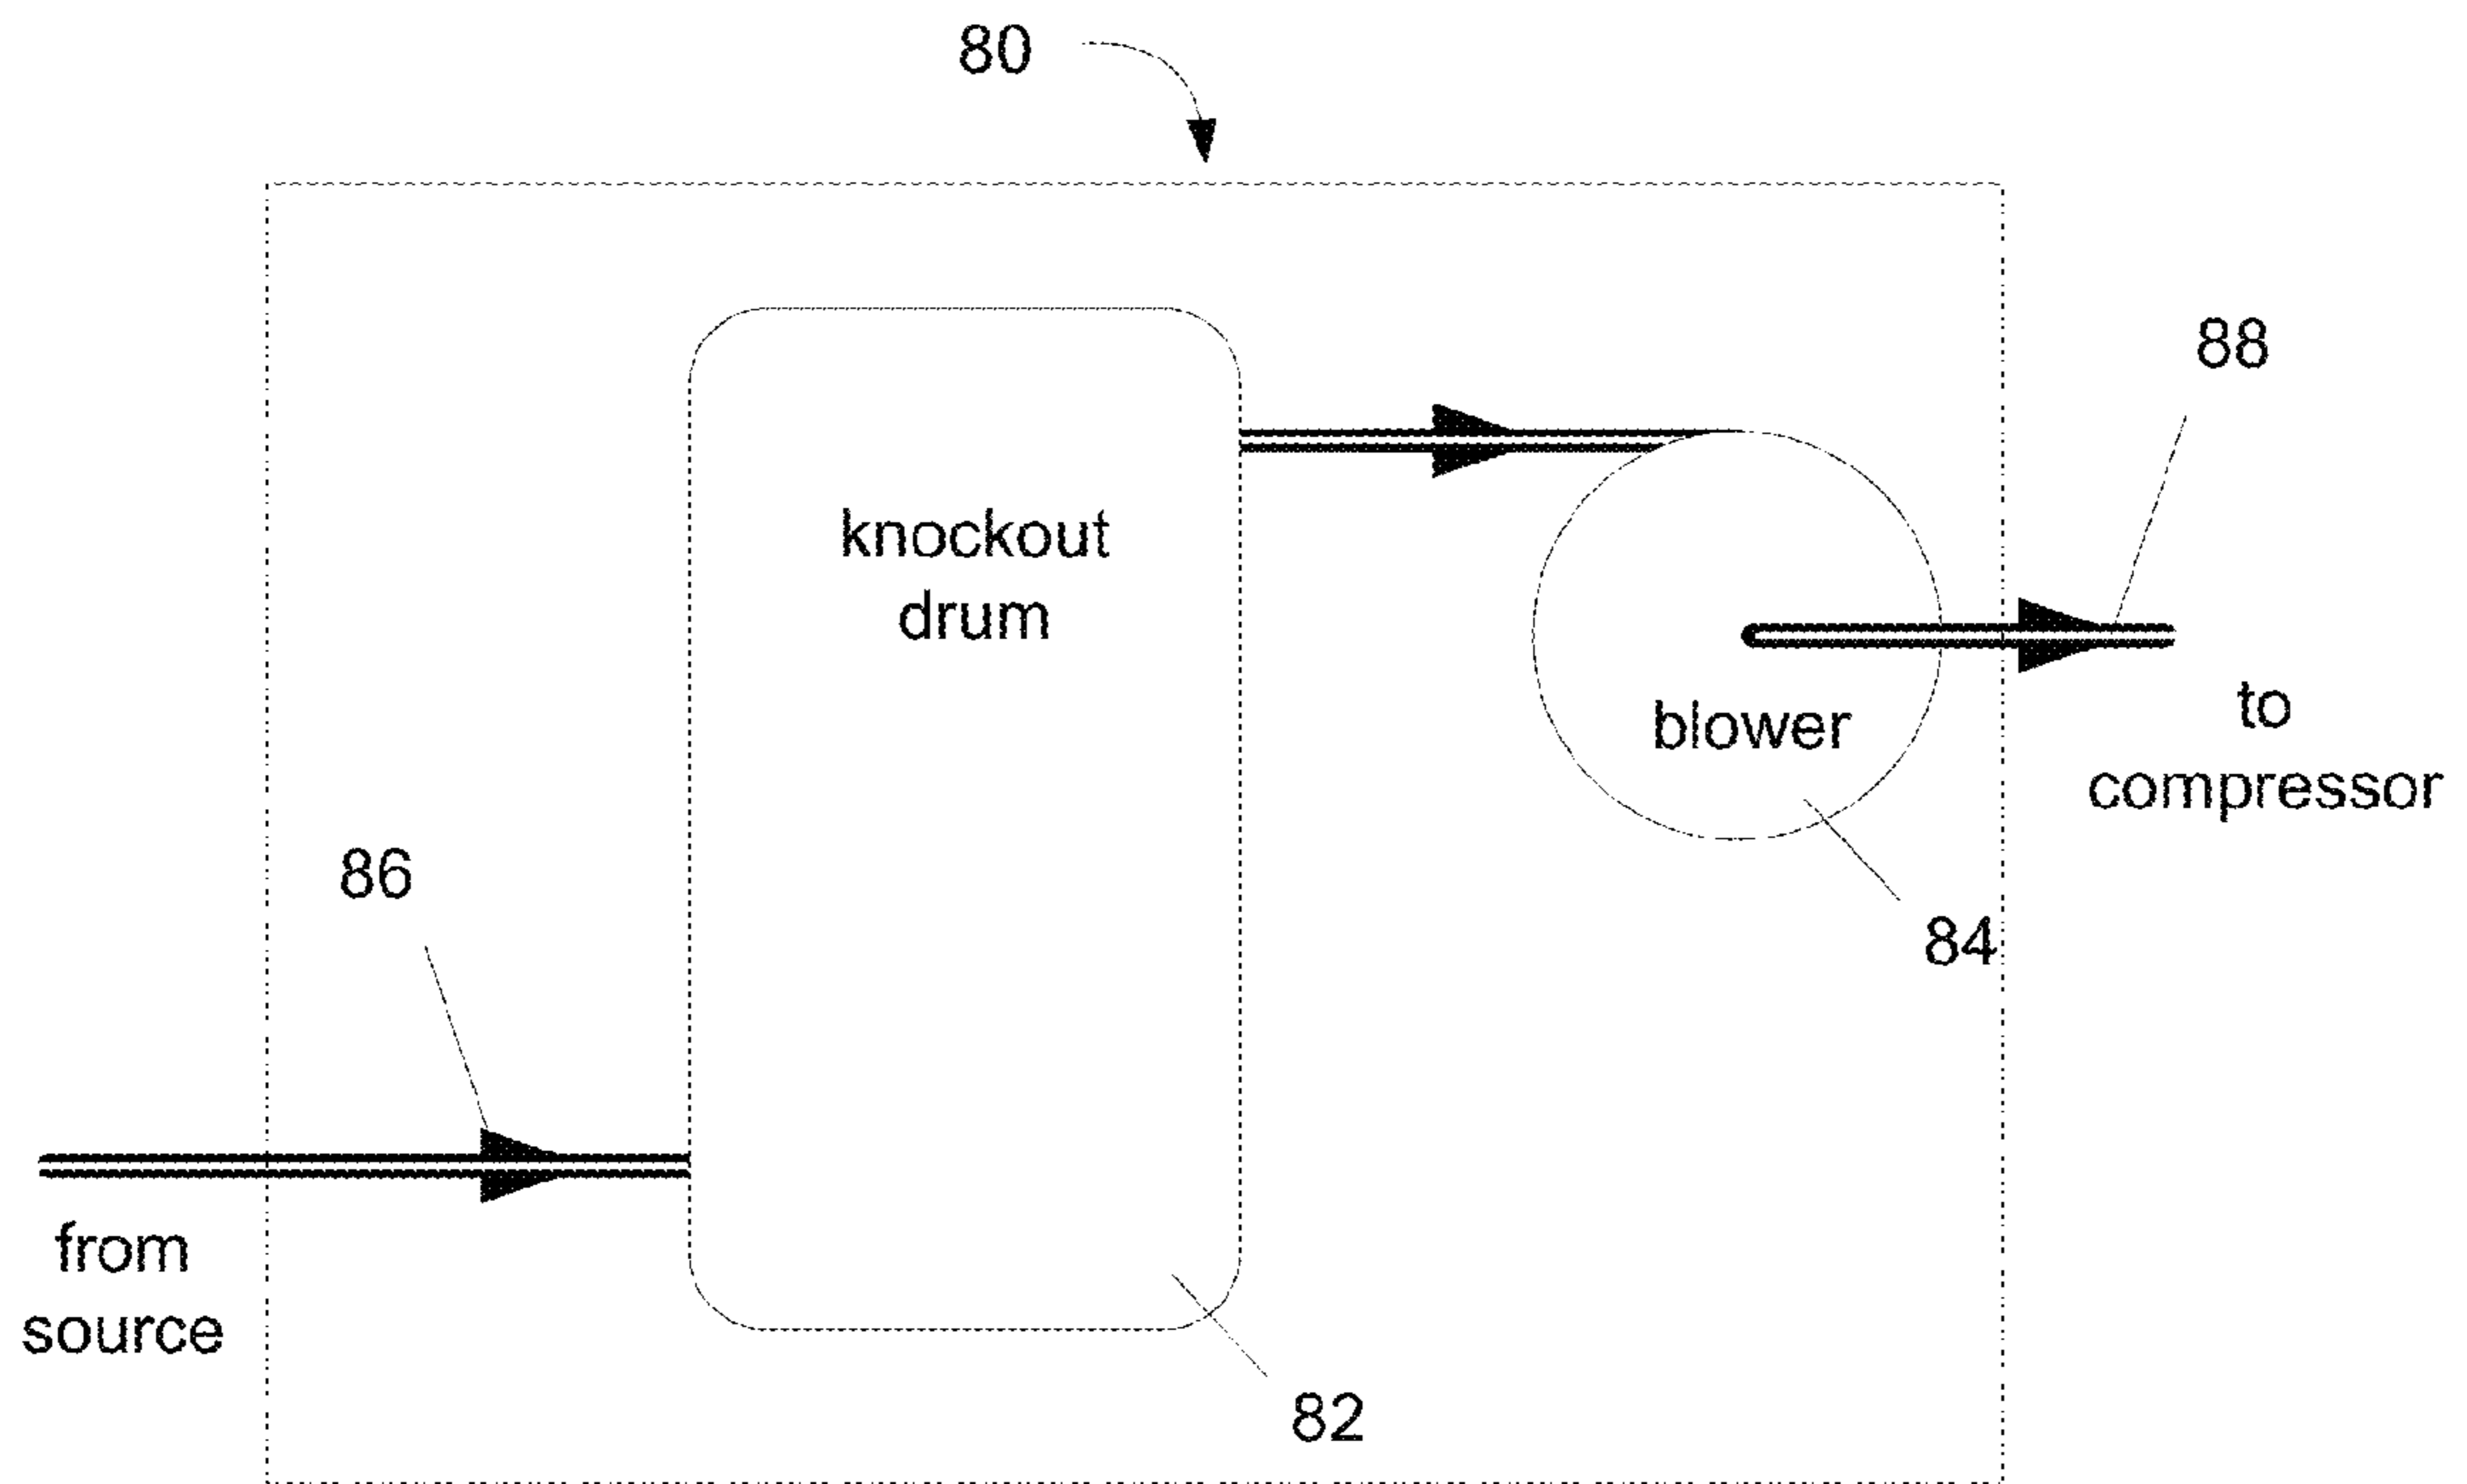 80
88
knockout
drum
blower
to
compressor
86
84
from
source
82